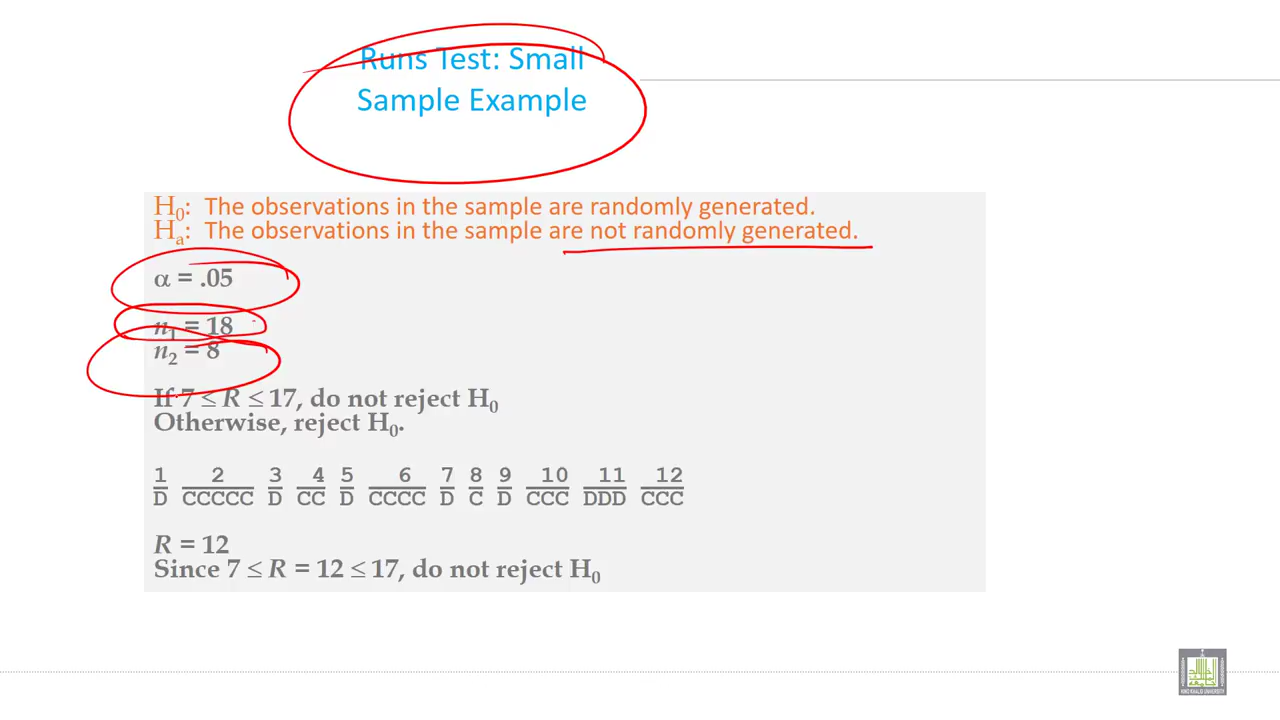 Runs Test: Small
Sample Example
H0: The observations in the sample are randomly generated.
Ha: The observations in the sample are not randomly generated.
α = .05
n1 = 18
n2 = 8
If 7 ≤ R ≤ 17, do not reject H0
Otherwise, reject H0.
1 2 3 4 5 6 7 8 9 10 11 12
D CCCCC D CC D CCCC D C D CCC DDD CCC
R = 12
Since 7 ≤ R = 12 ≤ 17, do not reject H0
KING KHALID UNIVERSITY